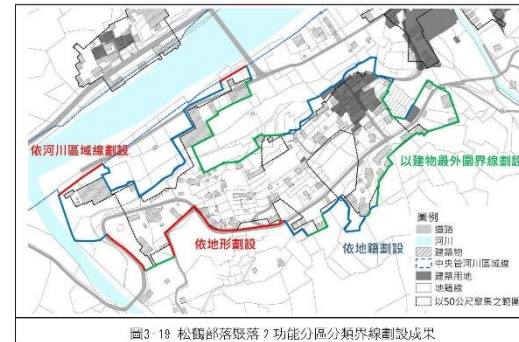 依河川區域線劃設
以建物最外圍界線劃設
依地形劃設
依地籍劃設
圖例
道路
河川
建築物
中央管河川區域線
建築用地
地籍線
以50公尺聚集之範圍
圖3-19 松鶴部落聚落2功能分區分類界線劃設成果